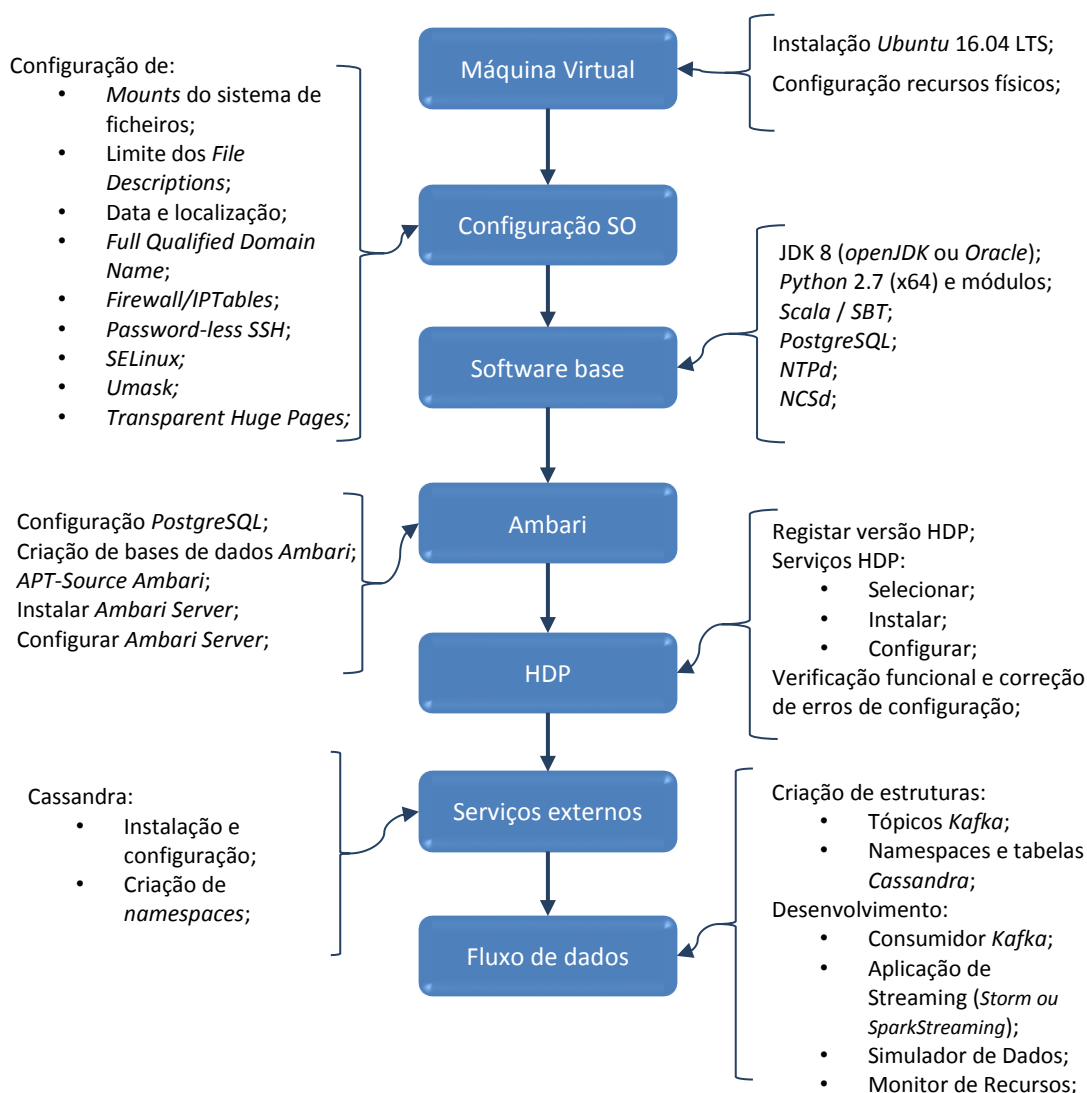 Máquina Virtual
Instalação Ubuntu 16.04 LTS;
Configuração recursos físicos;
Configuração de:
• Mounts do sistema de
ficheiros;
• Limite dos File
Descriptions;
• Data e localização;
• Full Qualified Domain
Name;
• Firewall/IPTables;
• Password-less SSH;
• SELinux;
• Umask;
• Transparent Huge Pages;
Configuração SO
Software base
JDK 8 (openJDK ou Oracle);
Python 2.7 (x64) e módulos;
Scala / SBT;
PostgreSQL;
NTPd;
NCSd;
Ambari
Configuração PostgreSQL;
Criação de bases de dados Ambari;
APT-Source Ambari;
Instalar Ambari Server;
Configurar Ambari Server;
HDP
Registar versão HDP;
Serviços HDP:
• Selecionar;
• Instalar;
• Configurar;
Verificação funcional e correção
de erros de configuração;
Serviços externos
Cassandra:
• Instalação e
configuração;
• Criação de
namespaces;
Fluxo de dados
Criação de estruturas:
• Tópicos Kafka;
• Namespaces e tabelas
Cassandra;
Desenvolvimento:
• Consumidor Kafka;
• Aplicação de
Streaming (Storm ou
SparkStreaming);
• Simulador de Dados;
• Monitor de Recursos;